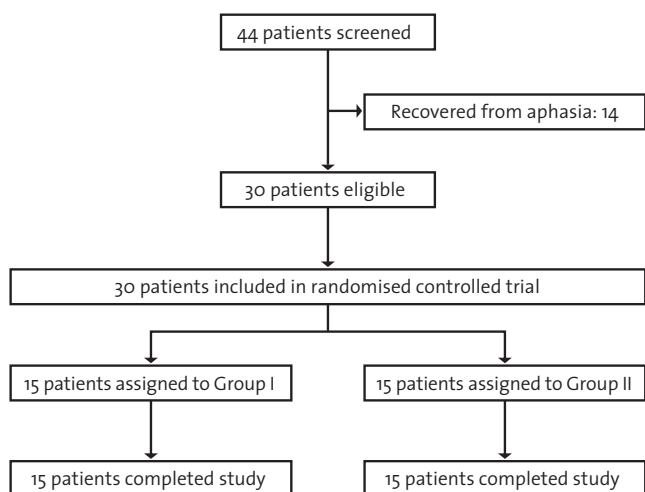 44 patients screened
Recovered from aphasia: 14
30 patients eligible
30 patients included in randomised controlled trial
15 patients assigned to Group I
15 patients assigned to Group II
15 patients completed study
15 patients completed study